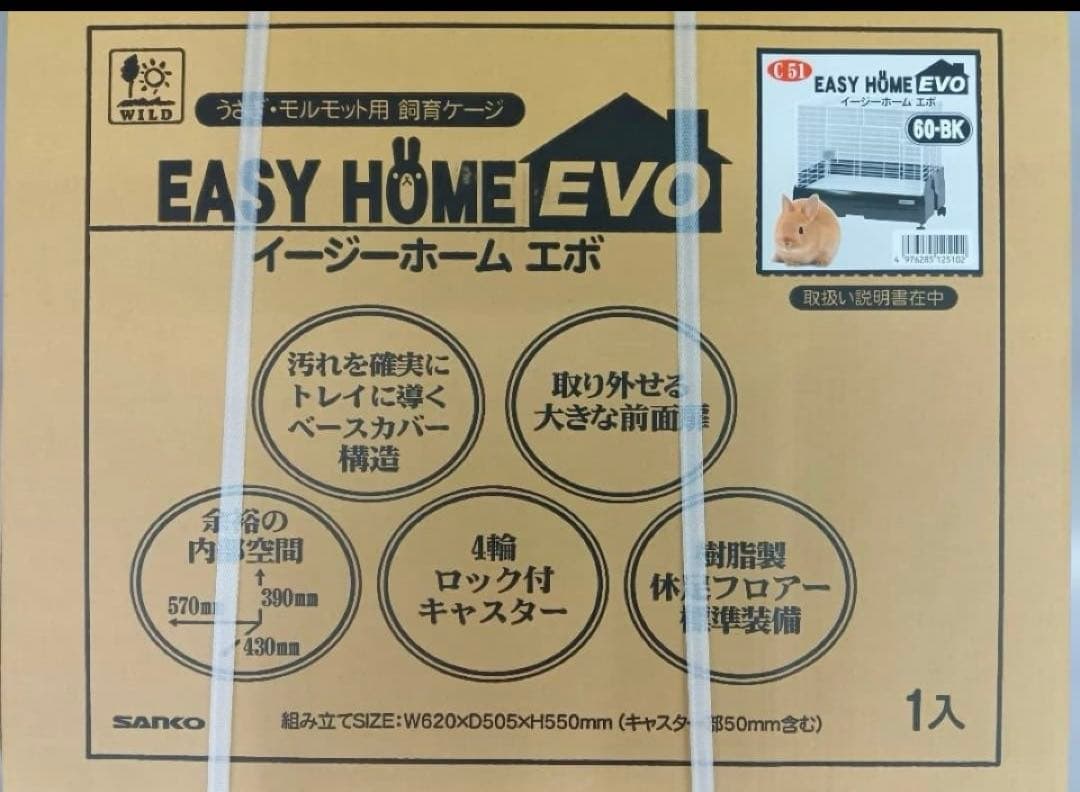 WILD
うさぎ・モルモット用 飼育ケージ
EASY HOME EVO
イージーホーム エボ
C 51
EASY HOME EVO
イージーホーム エボ
60-BK
4 976285 125102
取扱い説明書在中
汚れを確実に
トレイに導く
ベースカバー
構造
取り外せる
大きな前面扉
余裕の
内部空間
570mm
390mm
430mm
4輪
ロック付
キャスター
樹脂製
休足フロアー
標準装備
SANKO
組み立てSIZE:W620×D505×H550mm (キャスター部50mm含む)
1入